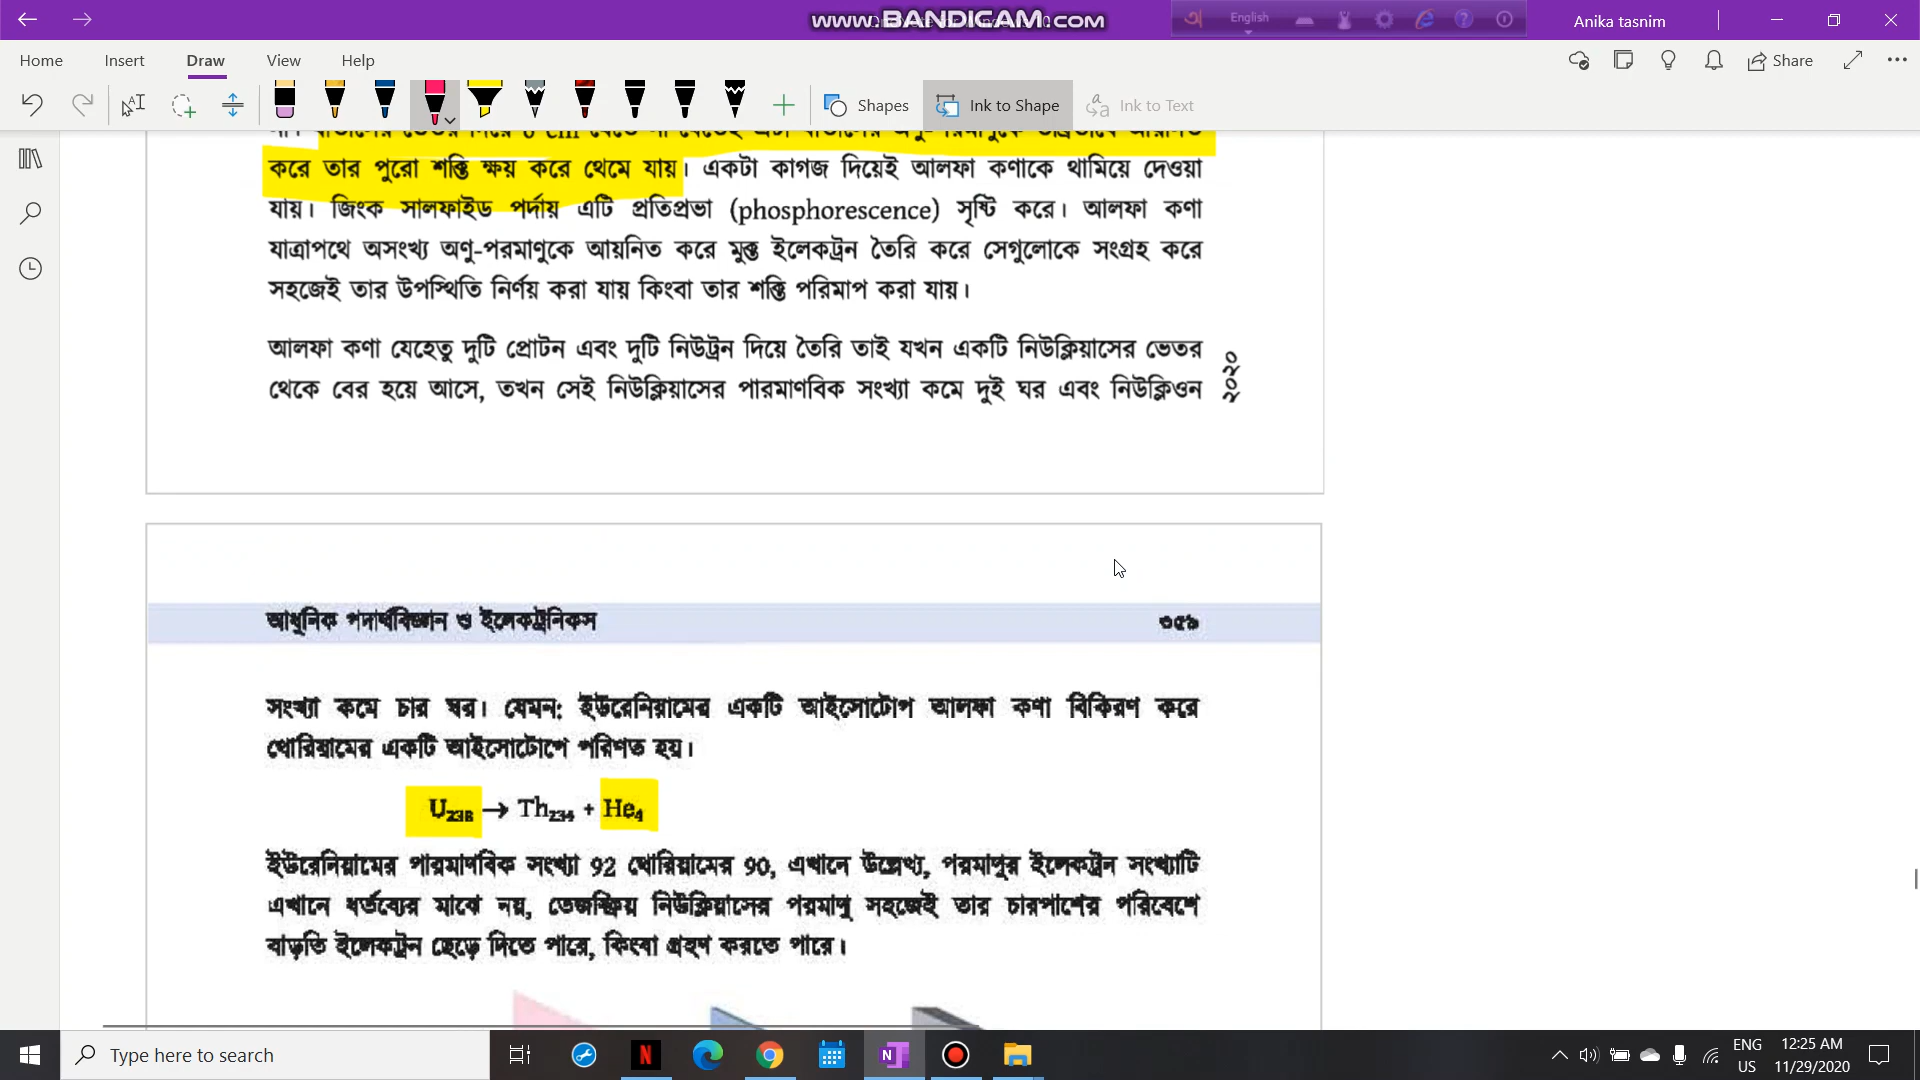 WWW.BANDICAM.COM
English
Anika tasnim
Home Insert Draw View Help
Share
Shapes Ink to Shape Ink to Text
করে তার পুরো শক্তি ক্ষয় করে থেমে যায়। একটা কাগজ দিয়েই আলফা কণাকে থামিয়ে দেওয়া
যায়। জিংক সালফাইড পর্দায় এটি প্রতিপ্রভা (phosphorescence) সৃষ্টি করে। আলফা কণা
যাত্রাপথে অসংখ্য অণু-পরমাণুকে আয়নিত করে মুক্ত ইলেকট্রন তৈরি করে সেগুলোকে সংগ্রহ করে
সহজেই তার উপস্থিতি নির্ণয় করা যায় কিংবা তার শক্তি পরিমাপ করা যায়।
আলফা কণা যেহেতু দুটি প্রোটন এবং দুটি নিউট্রন দিয়ে তৈরি তাই যখন একটি নিউক্লিয়াসের ভেতর
থেকে বের হয়ে আসে, তখন সেই নিউক্লিয়াসের পারমাণবিক সংখ্যা কমে দুই ঘর এবং নিউক্লিওন
২০২০
আধুনিক পদার্থবিজ্ঞান ও ইলেকট্রনিকস ৩৫৯
সংখ্যা কমে চার ঘর। যেমন: ইউরেনিয়ামের একটি আইসোটোপ আলফা কণা বিকিরণ করে
থোরিয়ামের একটি আইসোটোপে পরিণত হয়।
U₂₃₈ → Th₂₃₄ + He₄
ইউরেনিয়ামের পারমাণবিক সংখ্যা 92 থোরিয়ামের 90, এখানে উল্লেখ্য, পরমাণুর ইলেকট্রন সংখ্যাটি
এখানে ধর্তব্যের মাঝে নয়, তেজস্ক্রিয় নিউক্লিয়াসের পরমাণু সহজেই তার চারপাশের পরিবেশে
বাড়তি ইলেকট্রন ছেড়ে দিতে পারে, কিংবা গ্রহণ করতে পারে।
Type here to search
ENG
US
12:25 AM
11/29/2020